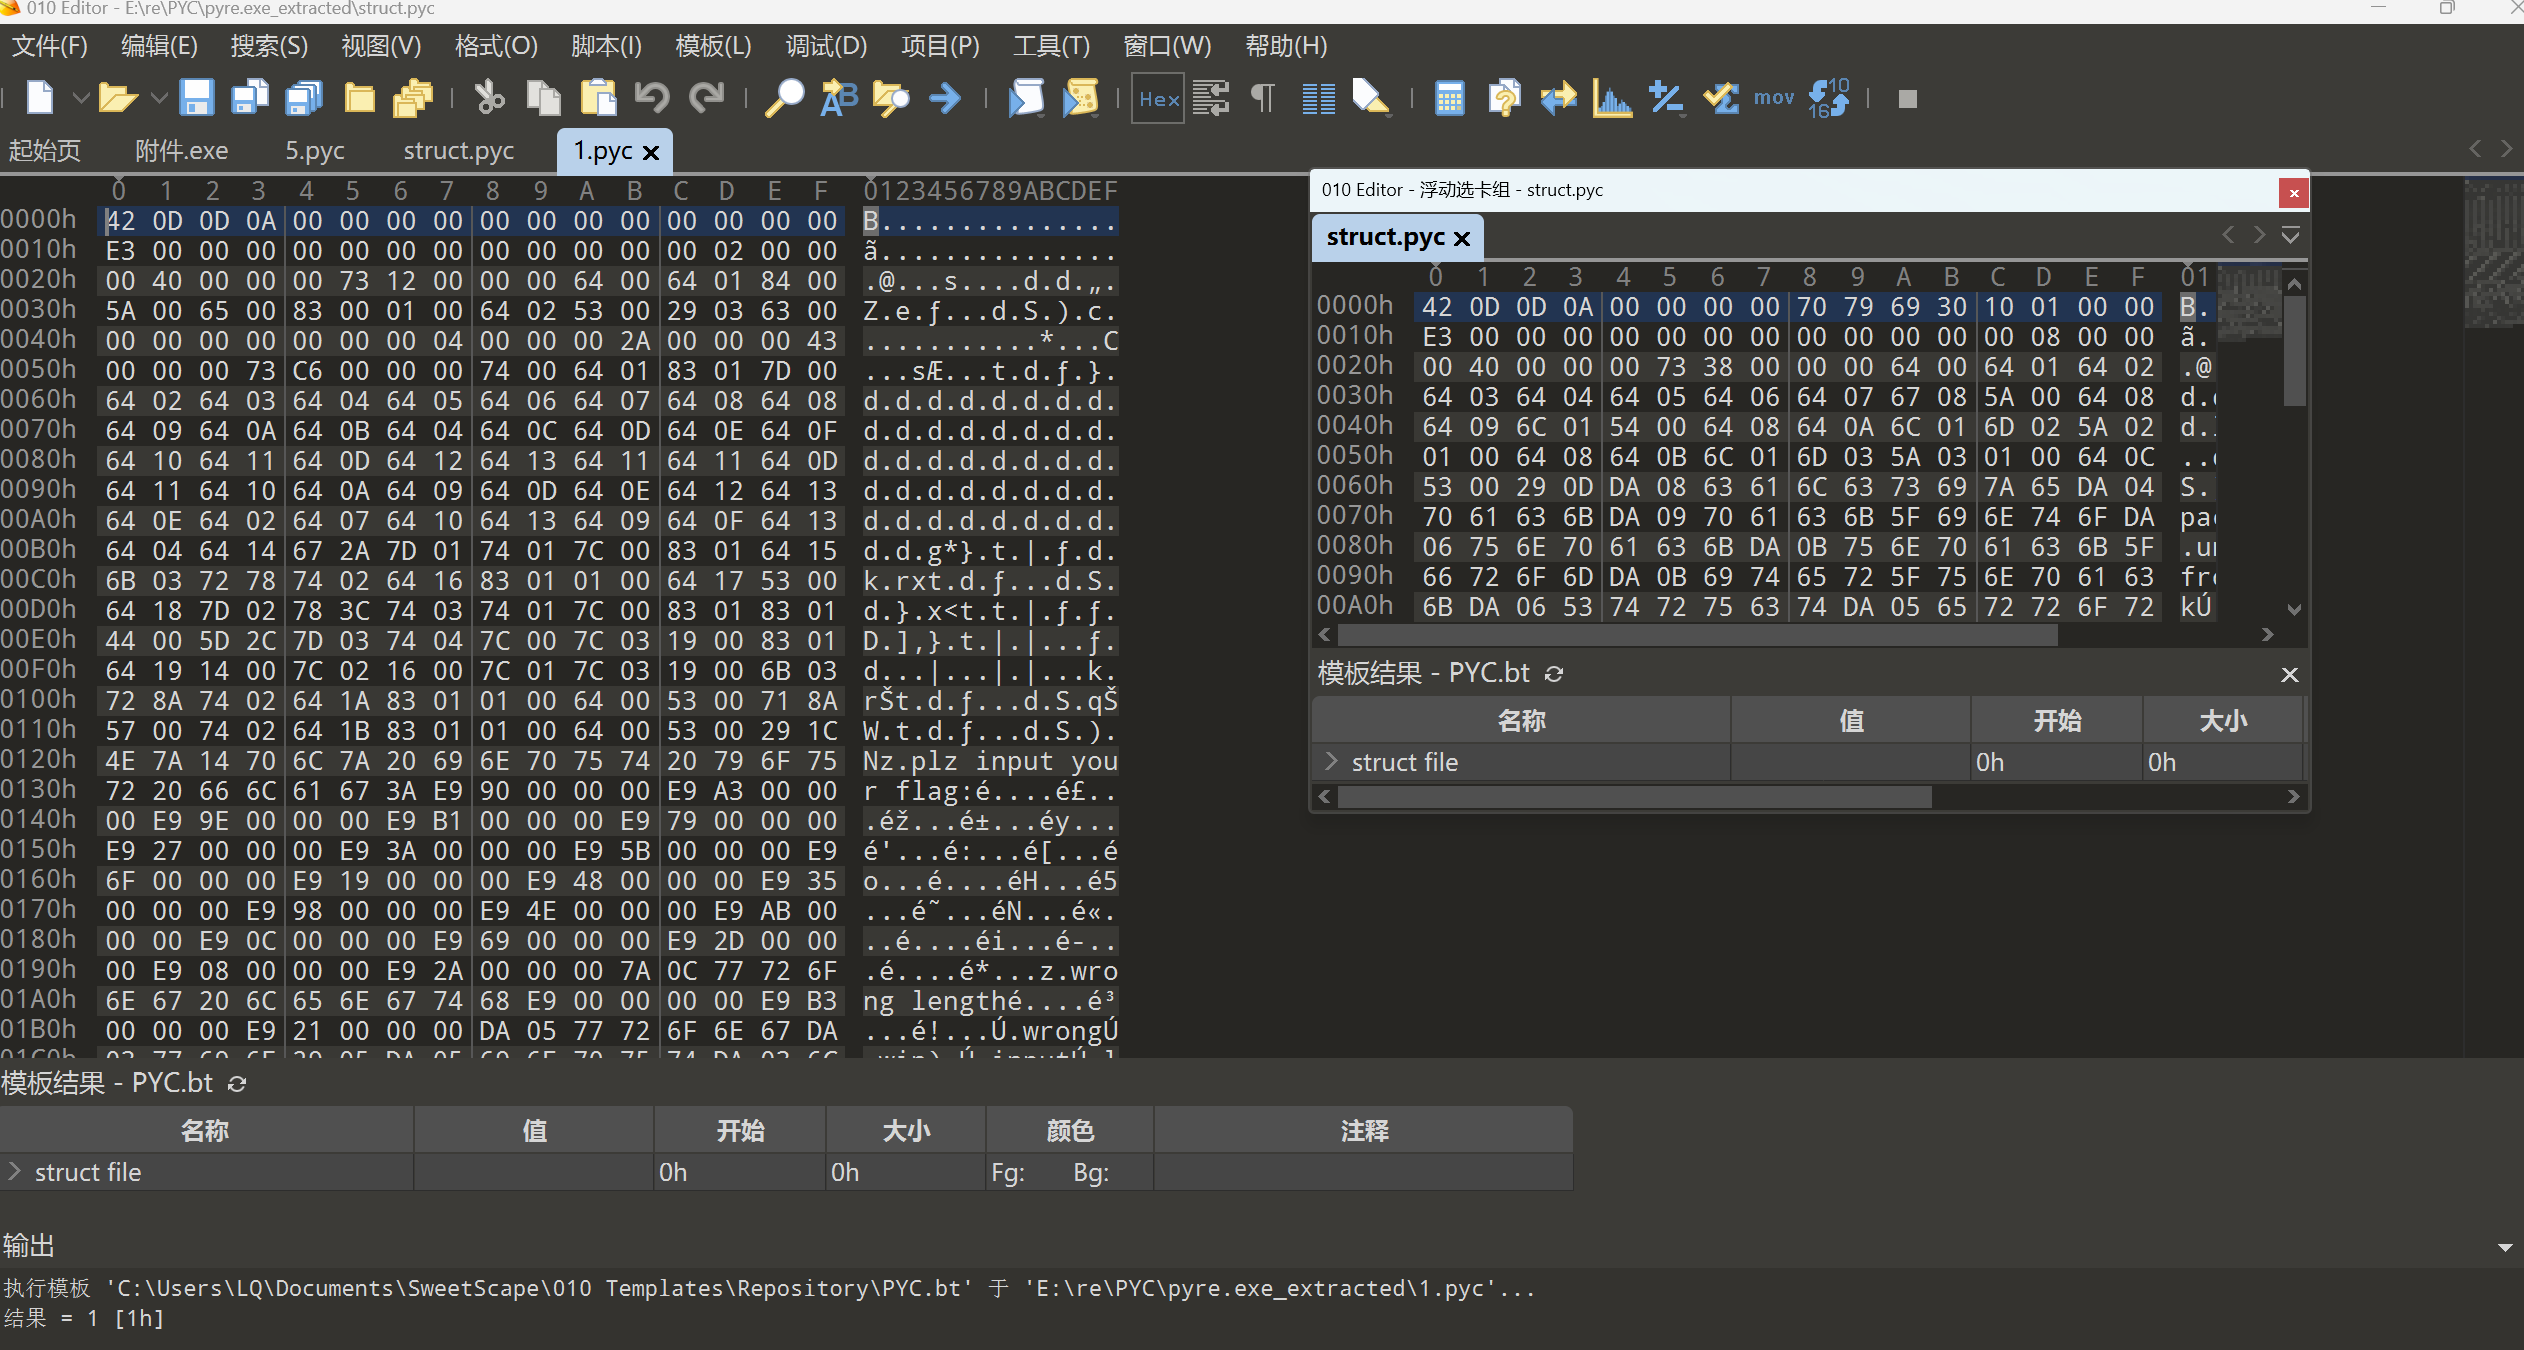 010 Editor - E:\re\PYC\pyre.exe_extracted\struct.pyc
文件(F) 编辑(E) 搜索(S) 视图(V) 格式(O) 脚本(I) 模板(L) 调试(D) 项目(P) 工具(T) 窗口(W) 帮助(H)
Hex mov 10 16
起始页 附件.exe 5.pyc struct.pyc 1.pyc
0 1 2 3 4 5 6 7 8 9 A B C D E F 0123456789ABCDEF
0000h 42 0D 0D 0A 00 00 00 00 00 00 00 00 00 00 00 00 B...............
0010h E3 00 00 00 00 00 00 00 00 00 00 00 00 02 00 00 ã...............
0020h 00 40 00 00 00 73 12 00 00 00 64 00 64 01 84 00 .@...s....d.d.„.
0030h 5A 00 65 00 83 00 01 00 64 02 53 00 29 03 63 00 Z.e.ƒ...d.S.).c.
0040h 00 00 00 00 00 00 00 04 00 00 00 2A 00 00 00 43 ...........*...C
0050h 00 00 00 73 C6 00 00 00 74 00 64 01 83 01 7D 00 ...sÆ...t.d.ƒ.}.
0060h 64 02 64 03 64 04 64 05 64 06 64 07 64 08 64 08 d.d.d.d.d.d.d.d.
0070h 64 09 64 0A 64 0B 64 04 64 0C 64 0D 64 0E 64 0F d.d.d.d.d.d.d.d.
0080h 64 10 64 11 64 0D 64 12 64 13 64 11 64 11 64 0D d.d.d.d.d.d.d.d.
0090h 64 11 64 10 64 0A 64 09 64 0D 64 0E 64 12 64 13 d.d.d.d.d.d.d.d.
00A0h 64 0E 64 02 64 07 64 10 64 13 64 09 64 0F 64 13 d.d.d.d.d.d.d.d.
00B0h 64 04 64 14 67 2A 7D 01 74 01 7C 00 83 01 64 15 d.d.g*}.t.|.ƒ.d.
00C0h 6B 03 72 78 74 02 64 16 83 01 01 00 64 17 53 00 k.rxt.d.ƒ...d.S.
00D0h 64 18 7D 02 78 3C 74 03 74 01 7C 00 83 01 83 01 d.}.x<t.t.|.ƒ.ƒ.
00E0h 44 00 5D 2C 7D 03 74 04 7C 00 7C 03 19 00 83 01 D.],}.t.|.|...ƒ.
00F0h 64 19 14 00 7C 02 16 00 7C 01 7C 03 19 00 6B 03 d...|...|.|...k.
0100h 72 8A 74 02 64 1A 83 01 01 00 64 00 53 00 71 8A rŠt.d.ƒ...d.S.qŠ
0110h 57 00 74 02 64 1B 83 01 01 00 64 00 53 00 29 1C W.t.d.ƒ...d.S.).
0120h 4E 7A 14 70 6C 7A 20 69 6E 70 75 74 20 79 6F 75 Nz.plz input you
0130h 72 20 66 6C 61 67 3A E9 90 00 00 00 E9 A3 00 00 r flag:é....é£..
0140h 00 E9 9E 00 00 00 E9 B1 00 00 00 E9 79 00 00 00 .éž...é±...éy...
0150h E9 27 00 00 00 E9 3A 00 00 00 E9 5B 00 00 00 E9 é'...é:...é[...é
0160h 6F 00 00 00 E9 19 00 00 00 E9 48 00 00 00 E9 35 o...é....éH...é5
0170h 00 00 00 E9 98 00 00 00 E9 4E 00 00 00 E9 AB 00 ...é˜...éN...é«.
0180h 00 00 E9 0C 00 00 00 E9 69 00 00 00 E9 2D 00 00 ..é....éi...é-..
0190h 00 E9 08 00 00 00 E9 2A 00 00 00 7A 0C 77 72 6F .é....é*...z.wro
01A0h 6E 67 20 6C 65 6E 67 74 68 E9 00 00 00 00 E9 B3 ng lengthé....é³
01B0h 00 00 00 E9 21 00 00 00 DA 05 77 72 6F 6E 67 DA ...é!...Ú.wrongÚ
010 Editor - 浮动选卡组 - struct.pyc
struct.pyc
0 1 2 3 4 5 6 7 8 9 A B C D E F 01
0000h 42 0D 0D 0A 00 00 00 00 70 79 69 30 10 01 00 00 B.
0010h E3 00 00 00 00 00 00 00 00 00 00 00 00 08 00 00 ã.
0020h 00 40 00 00 00 73 38 00 00 00 64 00 64 01 64 02 .@
0030h 64 03 64 04 64 05 64 06 64 07 67 08 5A 00 64 08 d.
0040h 64 09 6C 01 54 00 64 08 64 0A 6C 01 6D 02 5A 02 d.
0050h 01 00 64 08 64 0B 6C 01 6D 03 5A 03 01 00 64 0C ..
0060h 53 00 29 0D DA 08 63 61 6C 63 73 69 7A 65 DA 04 S.
0070h 70 61 63 6B DA 09 70 61 63 6B 5F 69 6E 74 6F DA pa
0080h 06 75 6E 70 61 63 6B DA 0B 75 6E 70 61 63 6B 5F .u
0090h 66 72 6F 6D DA 0B 69 74 65 72 5F 75 6E 70 61 63 fr
00A0h 6B DA 06 53 74 72 75 63 74 DA 05 65 72 72 6F 72 kÚ
模板结果 - PYC.bt
名称 值 开始 大小
struct file 0h 0h
模板结果 - PYC.bt
名称 值 开始 大小 颜色 注释
struct file 0h 0h Fg: Bg:
输出
执行模板 'C:\Users\LQ\Documents\SweetScape\010 Templates\Repository\PYC.bt' 于 'E:\re\PYC\pyre.exe_extracted\1.pyc'...
结果 = 1 [1h]